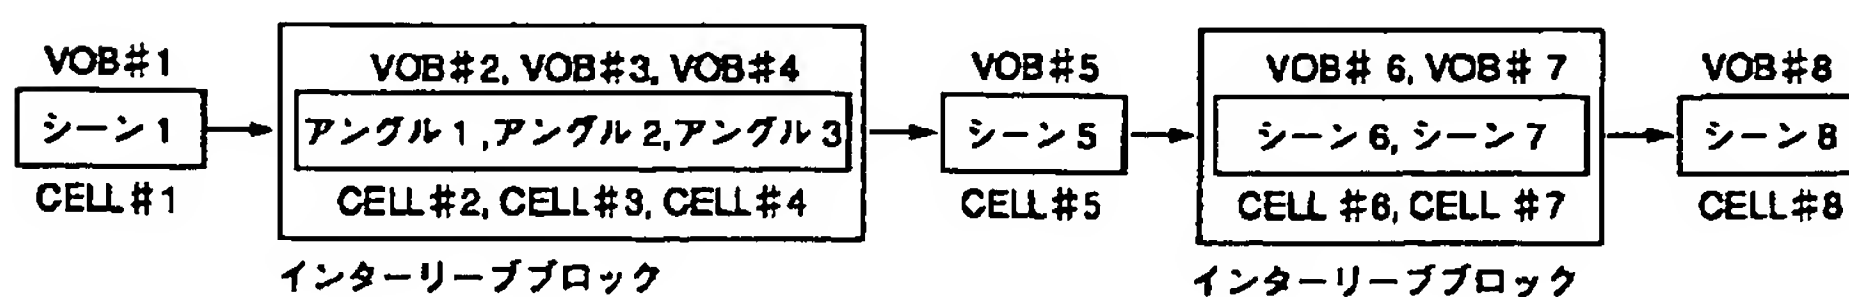 VOB#1
シーン1
CELL#1
VOB#2, VOB#3, VOB#4
アングル1,アングル2,アングル3
CELL#2, CELL#3, CELL#4
インターリーブブロック
VOB#5
シーン5
CELL#5
VOB# 6, VOB# 7
シーン6, シーン7
CELL #6, CELL #7
インターリーブブロック
VOB#8
シーン8
CELL#8